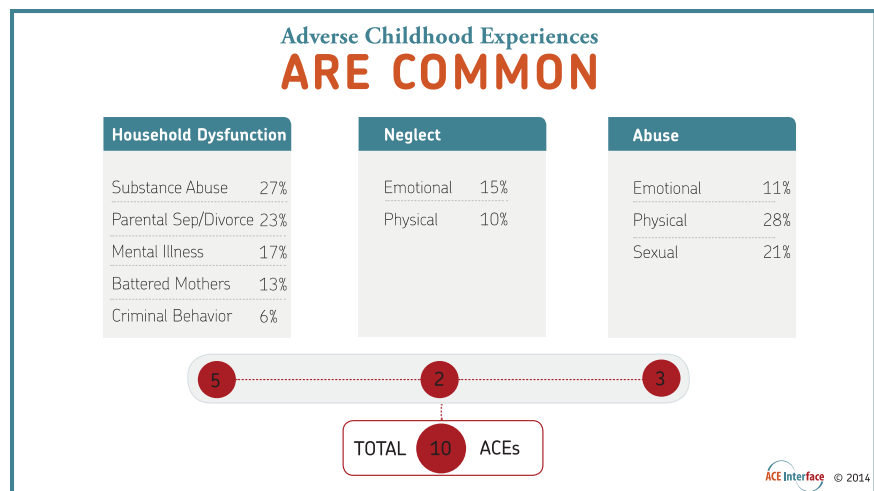 Adverse Childhood Experiences
ARE COMMON
Household Dysfunction
Substance Abuse 27%
Parental Sep/Divorce 23%
Mental Illness 17%
Battered Mothers 13%
Criminal Behavior 6%
Neglect
Emotional 15%
Physical 10%
Abuse
Emotional 11%
Physical 28%
Sexual 21%
5 2 3
TOTAL 10 ACEs
ACE Interface © 2014